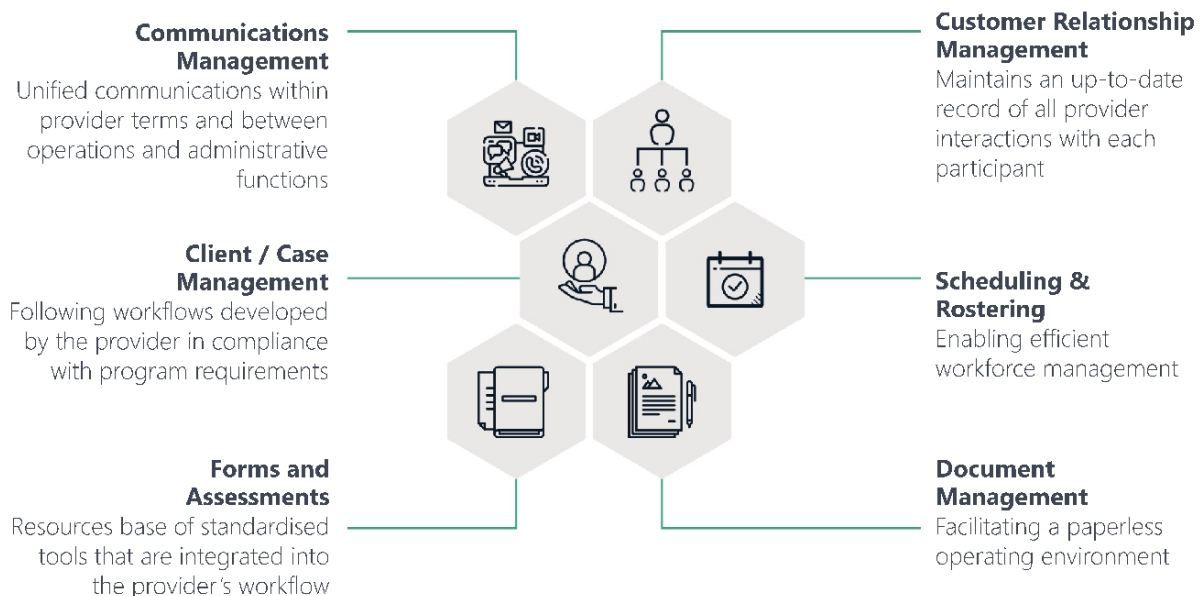 Communications
Management
Unified communications within
provider terms and between
operations and administrative
functions
Customer Relationship
Management
Maintains an up-to-date
record of all provider
interactions with each
participant
Client / Case
Management
Following workflows developed
by the provider in compliance
with program requirements
Scheduling &
Rostering
Enabling efficient
workforce management
Forms and
Assessments
Resources base of standardised
tools that are integrated into
the provider's workflow
Document
Management
Facilitating a paperless
operating environment